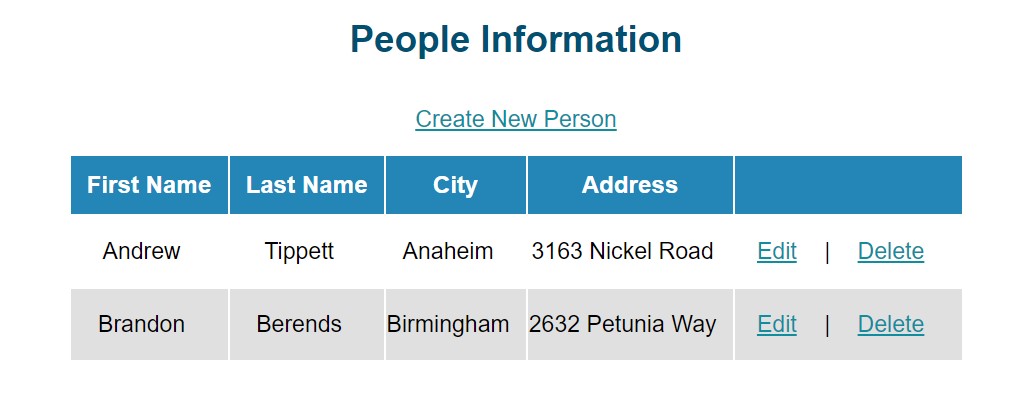 People Information
Create New Person
First Name Last Name City Address
Andrew Tippett Anaheim 3163 Nickel Road Edit | Delete
Brandon Berends Birmingham 2632 Petunia Way Edit | Delete